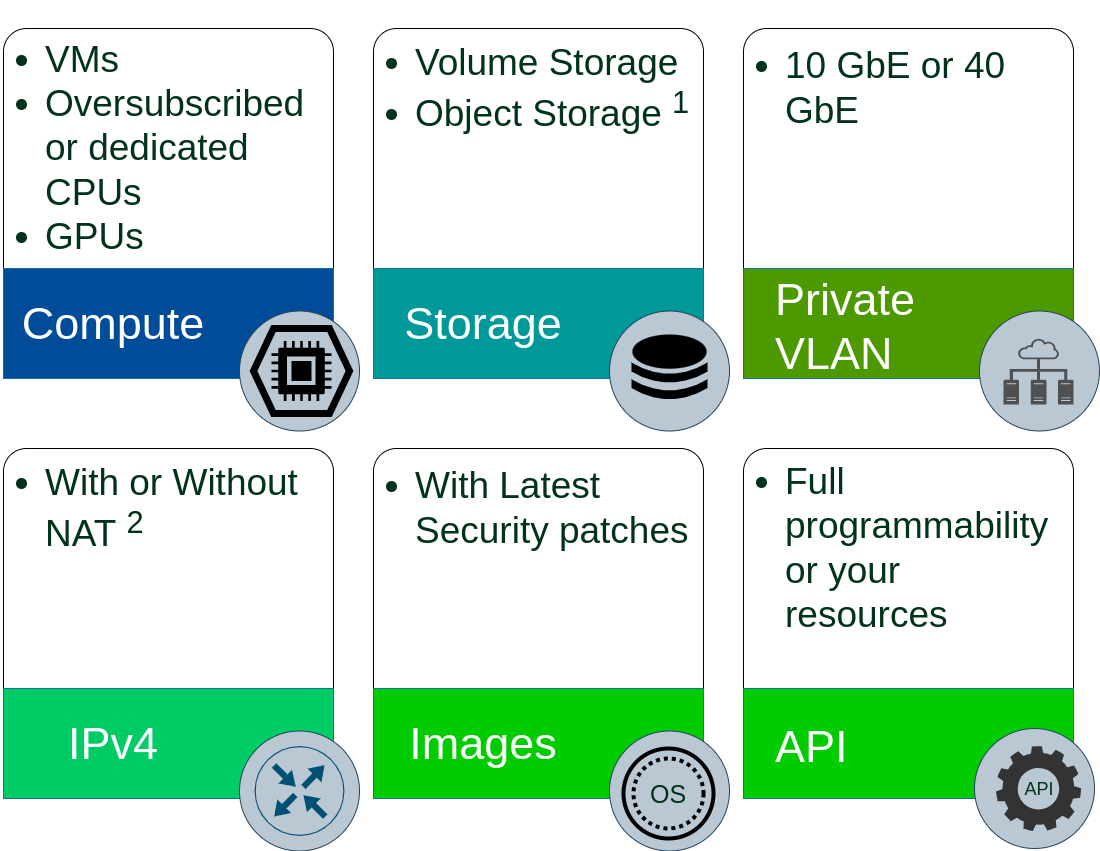 • VMs
• Oversubscribed
or dedicated
CPUs
• GPUs
Compute
• Volume Storage
• Object Storage ¹
Storage
• 10 GbE or 40
GbE
Private
VLAN
• With or Without
NAT ²
IPv4
• With Latest
Security patches
Images
OS
• Full
programmability
or your
resources
API
API